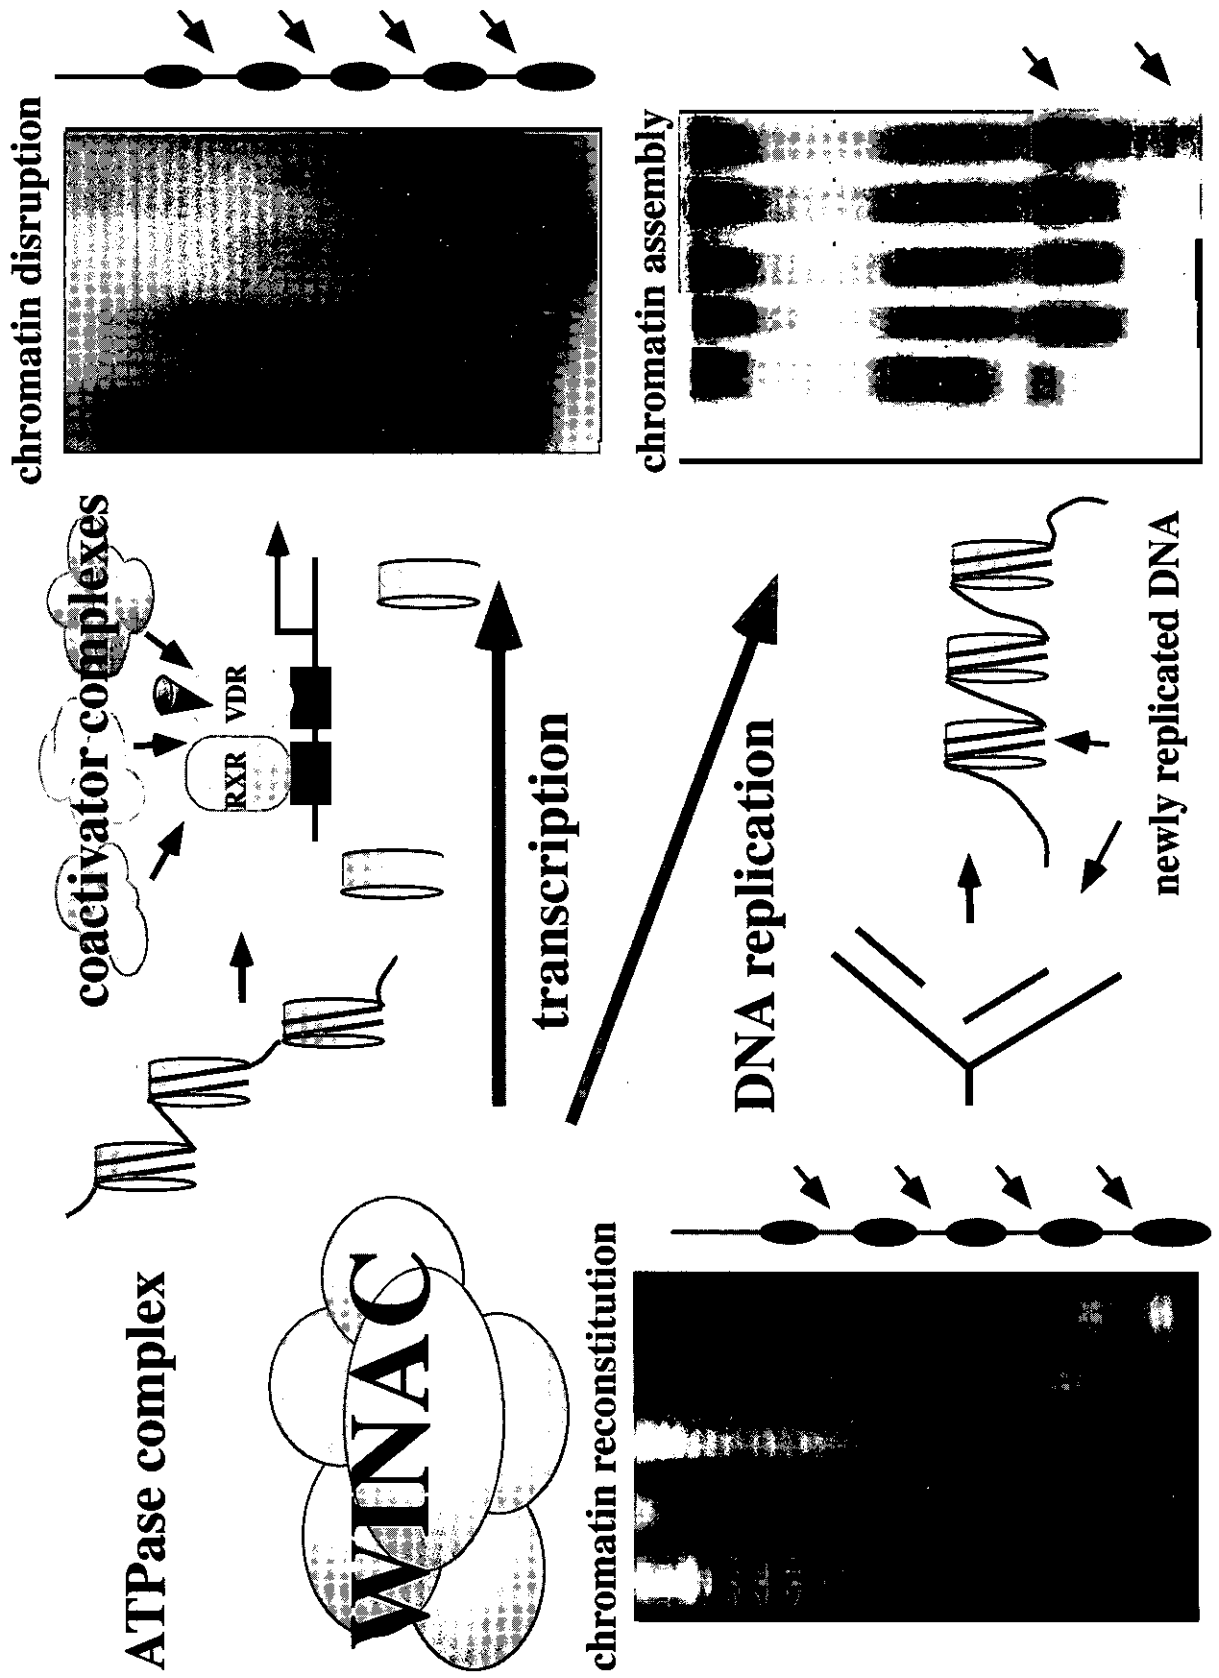 ATPase complex
WINAC
chromatin reconstitution
coactivator complexes
RXR
VDR
transcription
DNA replication
newly replicated DNA
chromatin disruption
chromatin assembly